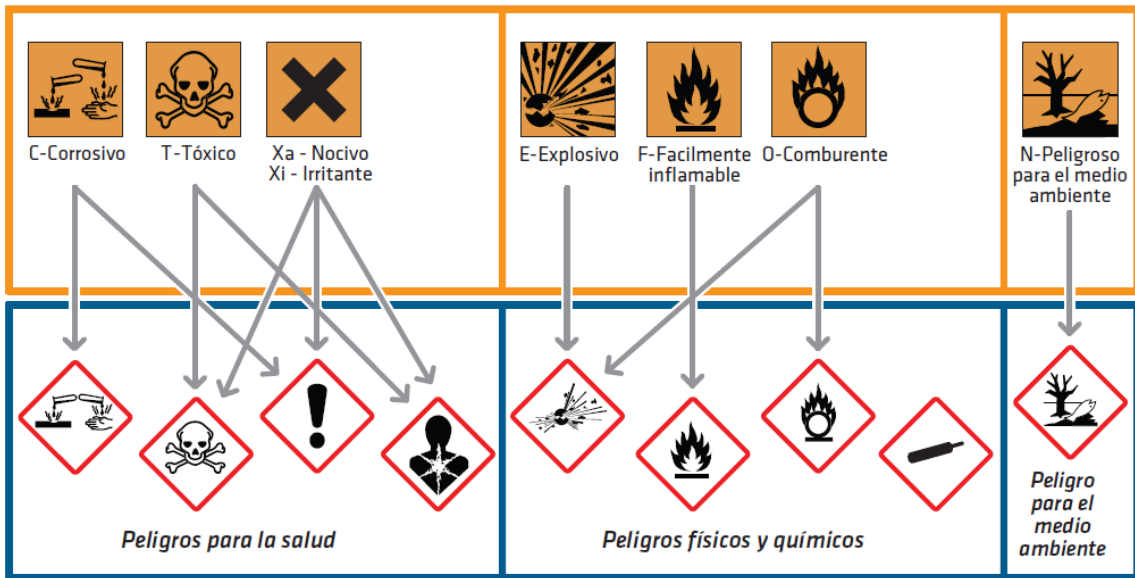 C-Corrosivo
T-Tóxico
Xa - Nocivo
Xi - Irritante
E-Explosivo
F-Facilmente
inflamable
O-Comburente
N-Peligroso
para el medio
ambiente
Peligros para la salud
Peligros físicos y químicos
Peligro
para el
medio
ambiente